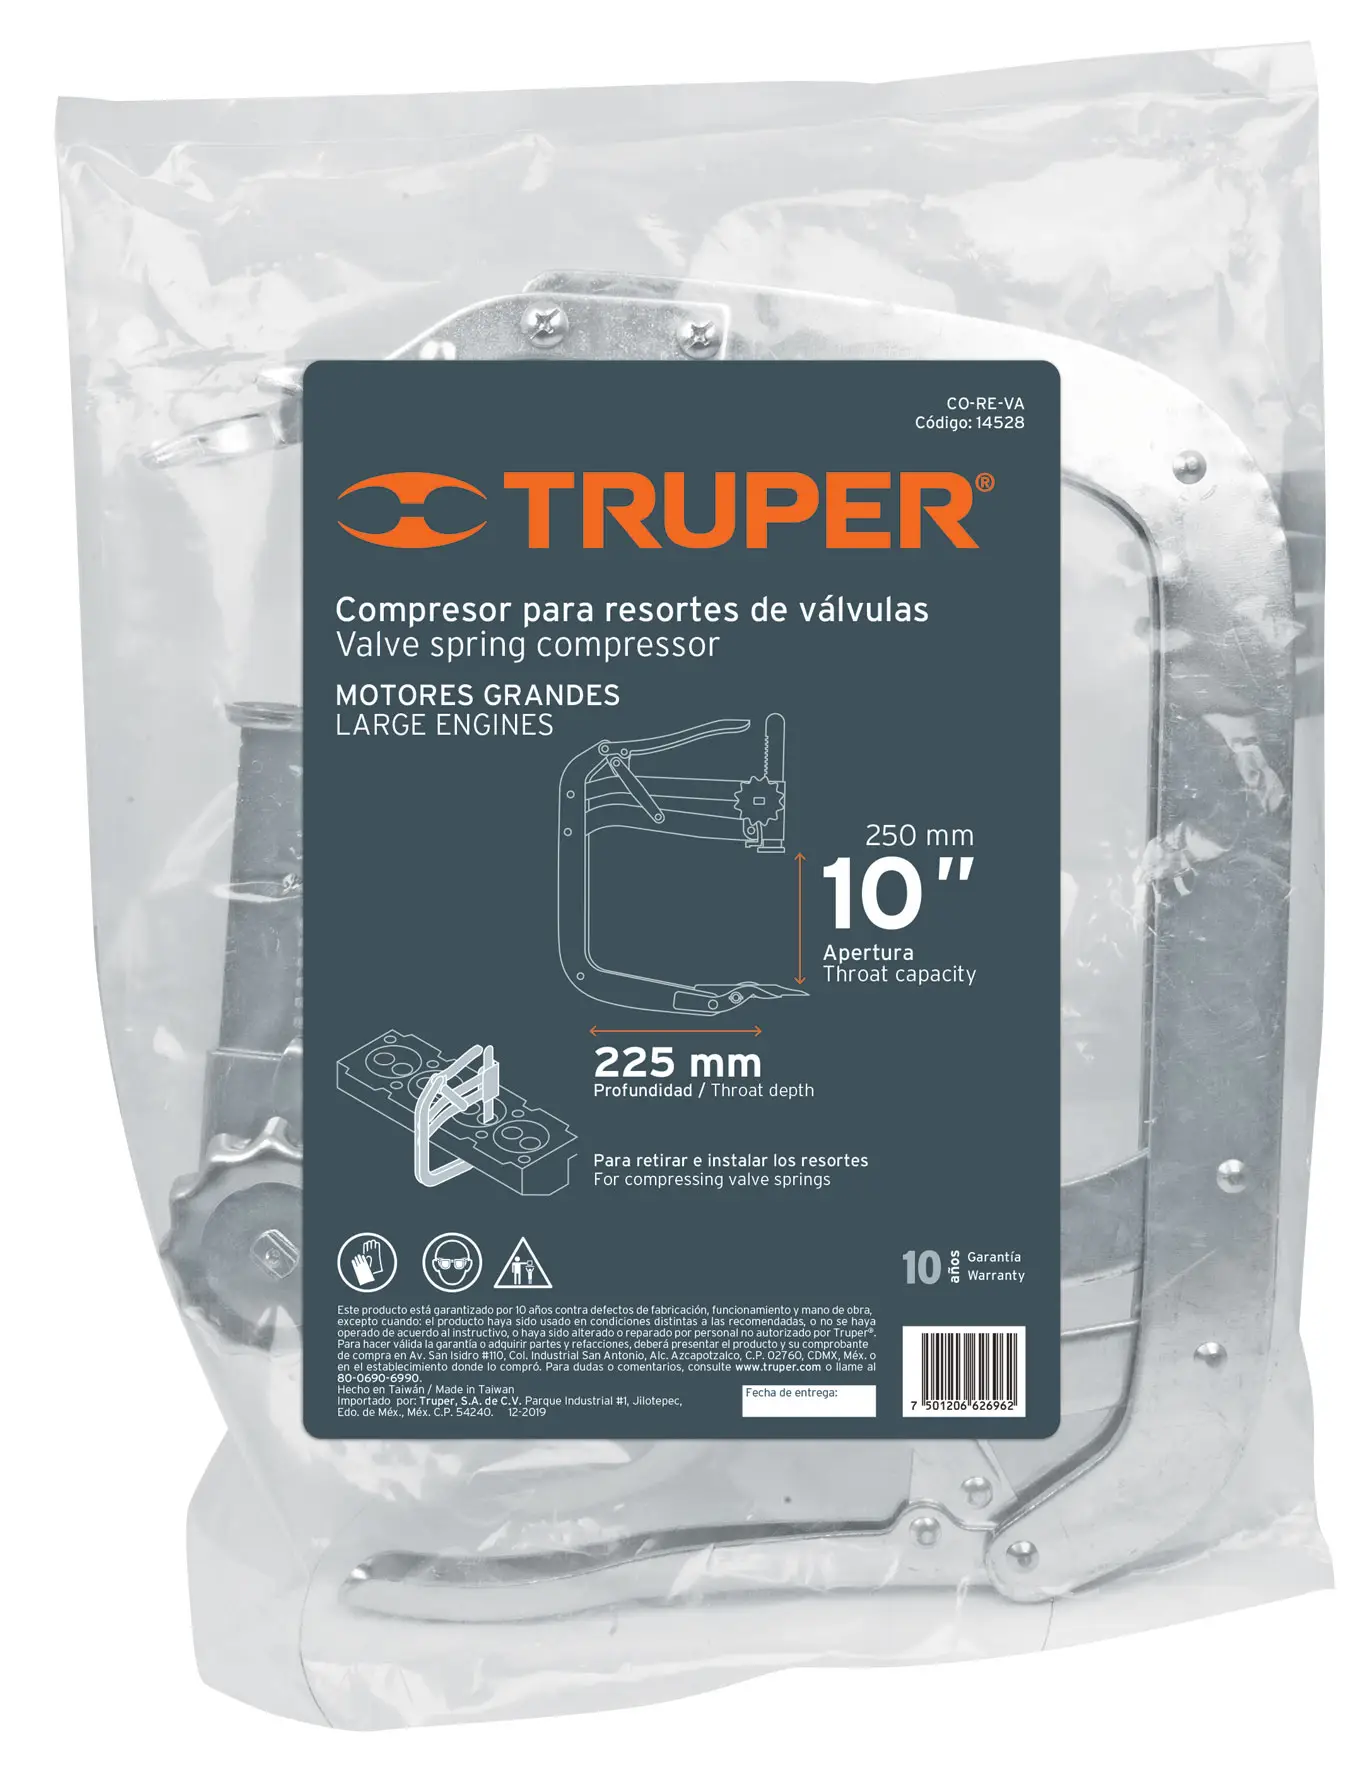 CO-RE-VA
Código: 14528
TRUPER®
Compresor para resortes de válvulas
Valve spring compressor
MOTORES GRANDES
LARGE ENGINES
250 mm
10"
Apertura
Throat capacity
225 mm
Profundidad / Throat depth
Para retirar e instalar los resortes
For compressing valve springs
10 años Garantía
Warranty
Este producto está garantizado por 10 años contra defectos de fabricación, funcionamiento y mano de obra,
excepto cuando: el producto haya sido usado en condiciones distintas a las recomendadas, o no se haya
operado de acuerdo al instructivo, o haya sido alterado o reparado por personal no autorizado por Truper®.
Para hacer válida la garantía o adquirir partes y refacciones, deberá presentar el producto y su comprobante
de compra en Av. San Isidro #110, Col. Industrial San Antonio, Alc. Azcapotzalco, C.P. 02760, CDMX, Méx. o
en el establecimiento donde lo compró. Para dudas o comentarios, consulte www.truper.com o llame al
80-0690-6990.
Hecho en Taiwán / Made in Taiwan
Importado por: Truper, S.A. de C.V. Parque Industrial #1, Jilotepec,
Edo. de Méx., Méx. C.P. 54240. 12-2019
Fecha de entrega:
7 501206 626962